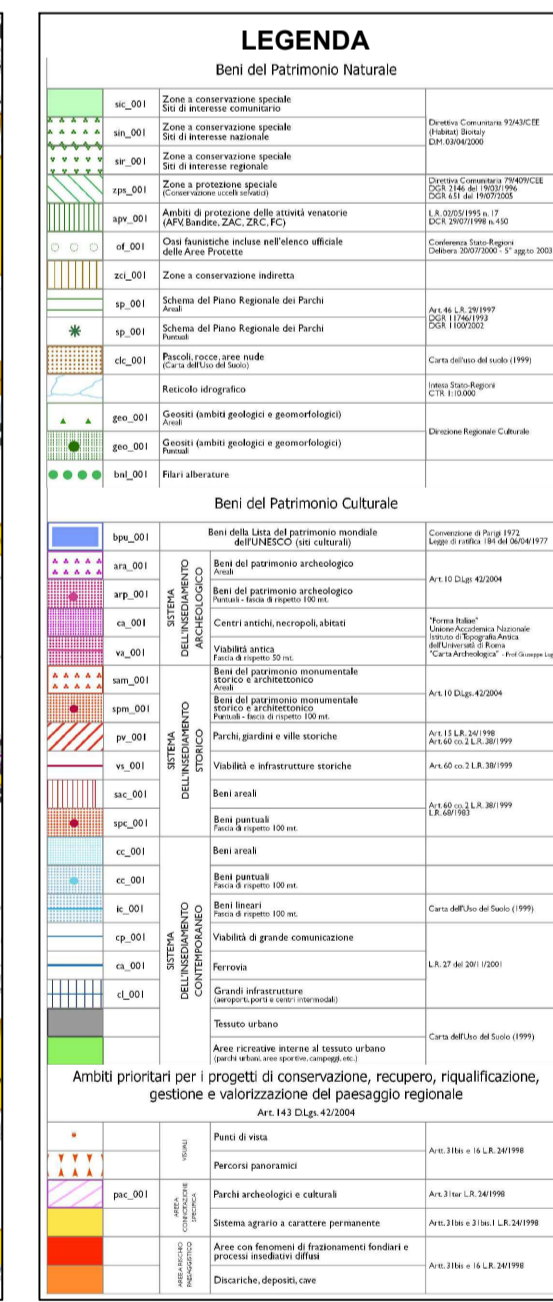 LEGENDA
Beni del Patrimonio Naturale
sic_001 Zone a conservazione speciale
Siti di interesse comunitario
sin_001 Zone a conservazione speciale
Siti di interesse nazionale
sir_001 Zone a conservazione speciale
Siti di interesse regionale
Direttiva Comunitaria 92/43/CEE
(Habitat) Bioitaly
D.M. 03/04/2000
zps_001 Zona a protezione speciale
(Conservazione uccelli selvatici)
Direttiva Comunitaria 79/409/CEE
DGR 2146 del 19/03/1996
DGR 651 del 19/07/2005
apv_001 Ambiti di protezione delle attività venatorie
(AFV, Bandite, ZAC, ZRC, FC)
L.R. 02/05/1995 n. 17
DCR 29/07/1998 n. 450
of_001 Oasi faunistiche incluse nell'elenco ufficiale
delle Aree Protette
Conferenza Stato-Regioni
Delibera 20/07/2000 - 5° agg.to 2003
zci_001 Zone a conservazione indiretta
sp_001 Schema del Piano Regionale dei Parchi
Areali
sp_001 Schema del Piano Regionale dei Parchi
Puntuali
Art. 46 L.R. 29/1997
DGR 11746/1993
DGR 1100/2002
clc_001 Pascoli, rocce, aree nude
(Carta dell'Uso del Suolo)
Carta dell'uso del suolo (1999)
Reticolo idrografico
Intesa Stato-Regioni
CTR 1:10.000
geo_001 Geositi (ambiti geologici e geomorfologici)
Areali
geo_001 Geositi (ambiti geologici e geomorfologici)
Puntuali
Direzione Regionale Culturale
bnl_001 Filari alberature
Beni del Patrimonio Culturale
bpu_001 Beni della Lista del patrimonio mondiale
dell'UNESCO (siti culturali)
Convenzione di Parigi 1972
Legge di ratifica 184 del 06/04/1977
SISTEMA
DELL'INSEDIAMENTO
ARCHEOLOGICO
ara_001 Beni del patrimonio archeologico
Areali
arp_001 Beni del patrimonio archeologico
Puntuali - fascia di rispetto 100 mt.
Art. 10 D.Lgs. 42/2004
ca_001 Centri antichi, necropoli, abitati
va_001 Viabilità antica
Fascia di rispetto 50 mt.
"Forma Italiae"
Unione Accademica Nazionale
Istituto di Topografia Antica
dell'Università di Roma
"Carta Archeologica" - Prof. Giuseppe
SISTEMA
DELL'INSEDIAMENTO
STORICO
sam_001 Beni del patrimonio monumentale
storico e architettonico
Areali
spm_001 Beni del patrimonio monumentale
storico e architettonico
Puntuali - fascia di rispetto 100 mt.
Art. 10 D.Lgs. 42/2004
pv_001 Parchi, giardini e ville storiche
Art. 15 L.R. 24/1998
Art. 60 co. 2 L.R. 38/1999
vs_001 Viabilità e infrastrutture storiche
Art. 60 co. 2 L.R. 38/1999
sac_001 Beni areali
spc_001 Beni puntuali
Fascia di rispetto 100 mt.
Art. 60 co. 2 L.R. 38/1999
L.R. 68/1983
SISTEMA
DELL'INSEDIAMENTO
CONTEMPORANEO
cc_001 Beni areali
cc_001 Beni puntuali
Fascia di rispetto 100 mt.
ic_001 Beni lineari
Fascia di rispetto 100 mt.
Carta dell'Uso del Suolo (1999)
cp_001 Viabilità di grande comunicazione
ca_001 Ferrovia
cl_001 Grandi infrastrutture
(aeroporti, porti e centri intermodali)
L.R. 27 del 20/11/2001
Tessuto urbano
Aree ricreative interne al tessuto urbano
(parchi urbani, aree sportive, campeggi, etc.)
Carta dell'Uso del Suolo (1999)
Ambiti prioritari per i progetti di conservazione, recupero, riqualificazione,
gestione e valorizzazione del paesaggio regionale
Art. 143 D.Lgs. 42/2004
VISUALI
Punti di vista
Percorsi panoramici
Artt. 31bis e 16 L.R. 24/1998
AREE A
CONNOTAZIONE
SPECIFICA
pac_001 Parchi archeologici e culturali
Art. 31ter L.R. 24/1998
Sistema agrario a carattere permanente
Artt. 31bis e 31bis.1 L.R. 24/1998
AREE A RISCHIO
PAESAGGISTICO
Aree con fenomeni di frazionamenti fondiari e
processi insediativi diffusi
Discariche, depositi, cave
Artt. 31bis e 16 L.R. 24/1998